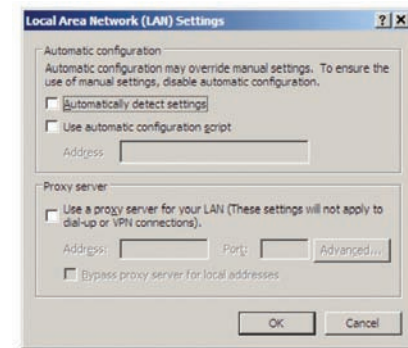 Local Area Network (LAN) Settings
Automatic configuration
Automatic configuration may override manual settings. To ensure the
use of manual settings, disable automatic configuration.
Automatically detect settings
Use automatic configuration script
Address
Proxy server
Use a proxy server for your LAN (These settings will not apply to
dial-up or VPN connections).
Address: Port: Advanced...
Bypass proxy server for local addresses
OK Cancel